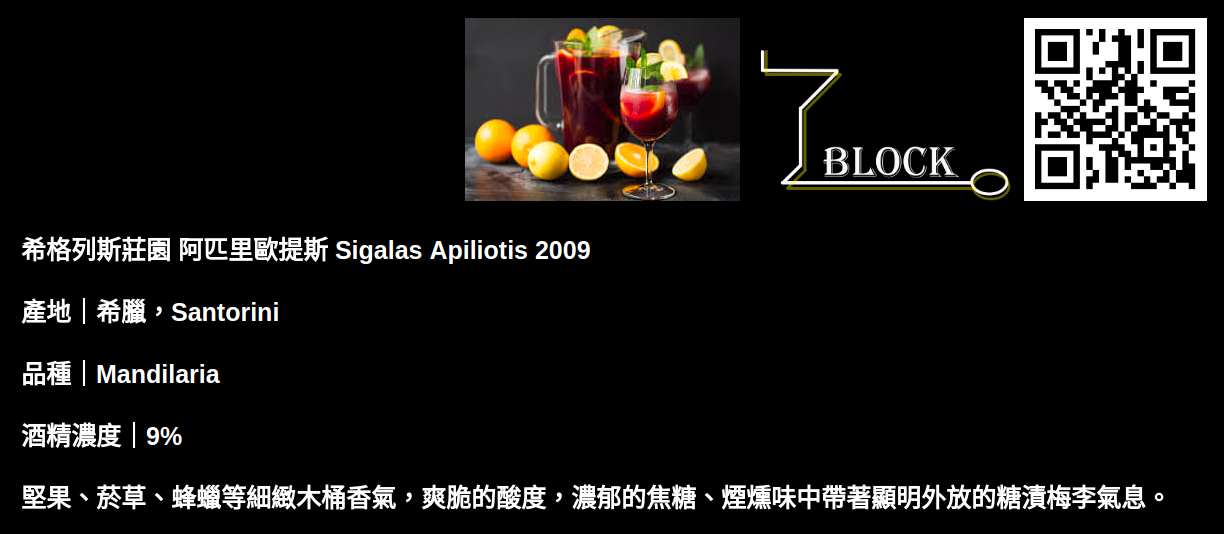 BLOCK
希格列斯莊園 阿匹里歐提斯 Sigalas Apiliotis 2009
產地｜希臘，Santorini
品種｜Mandilaria
酒精濃度｜9%
堅果、菸草、蜂蠟等細緻木桶香氣，爽脆的酸度，濃郁的焦糖、煙燻味中帶著顯明外放的糖漬梅李氣息。